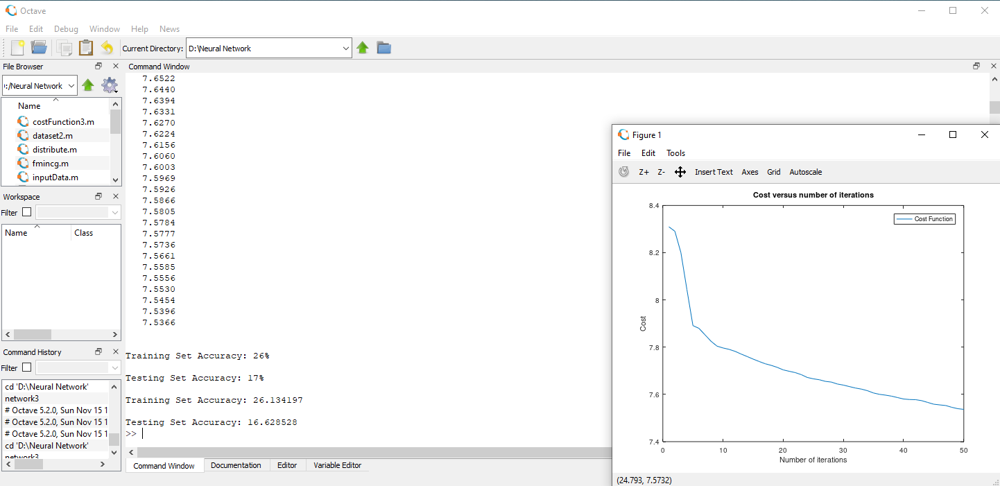 Octave
File Edit Debug Window Help News
Current Directory: D:\Neural Network
File Browser
:/Neural Network
Name
costFunction3.m
dataset2.m
distribute.m
fmincg.m
inputData.m
Workspace
Filter
Name Class
Command History
Filter
cd 'D:\Neural Network'
network3
# Octave 5.2.0, Sun Nov 15 1
# Octave 5.2.0, Sun Nov 15 1
# Octave 5.2.0, Sun Nov 15 1
cd 'D:\Neural Network'
network3
Command Window
7.6522
7.6440
7.6394
7.6331
7.6270
7.6224
7.6156
7.6060
7.6003
7.5969
7.5926
7.5866
7.5805
7.5784
7.5777
7.5736
7.5661
7.5585
7.5556
7.5530
7.5454
7.5396
7.5366
Training Set Accuracy: 26%
Testing Set Accuracy: 17%
Training Set Accuracy: 26.134197
Testing Set Accuracy: 16.628528
>>
Command Window Documentation Editor Variable Editor
Figure 1
File Edit Tools
Z+ Z- Insert Text Axes Grid Autoscale
Cost versus number of iterations
Cost Function
8.4
8.2
8
7.8
7.6
7.4
Cost
0 10 20 30 40 50
Number of iterations
(24.793, 7.5732)